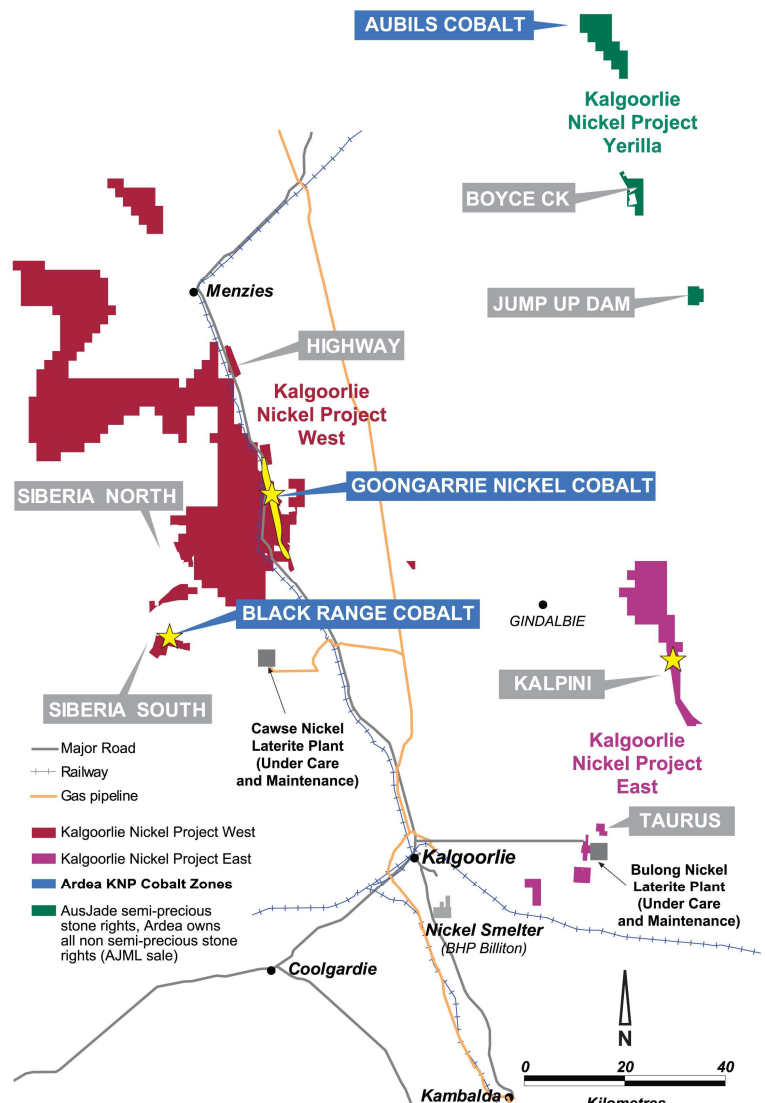 AUBILS COBALT
Kalgoorlie
Nickel Project
Yerilla
BOYCE CK
Menzies
JUMP UP DAM
HIGHWAY
Kalgoorlie
Nickel Project
West
SIBERIA NORTH
GOONGARRIE NICKEL COBALT
BLACK RANGE COBALT
GINDALBIE
KALPINI
SIBERIA SOUTH
Cawse Nickel
Laterite Plant
(Under Care
and Maintenance)
Kalgoorlie
Nickel Project
East
Major Road
Railway
Gas pipeline
Kalgoorlie Nickel Project West
Kalgoorlie Nickel Project East
Ardea KNP Cobalt Zones
AusJade semi-precious
stone rights, Ardea owns
all non semi-precious stone
rights (AJML sale)
TAURUS
Kalgoorlie
Bulong Nickel
Laterite Plant
(Under Care
and Maintenance)
Nickel Smelter
(BHP Billiton)
Coolgardie
N
0 20 40
Kilometres
Kambalda